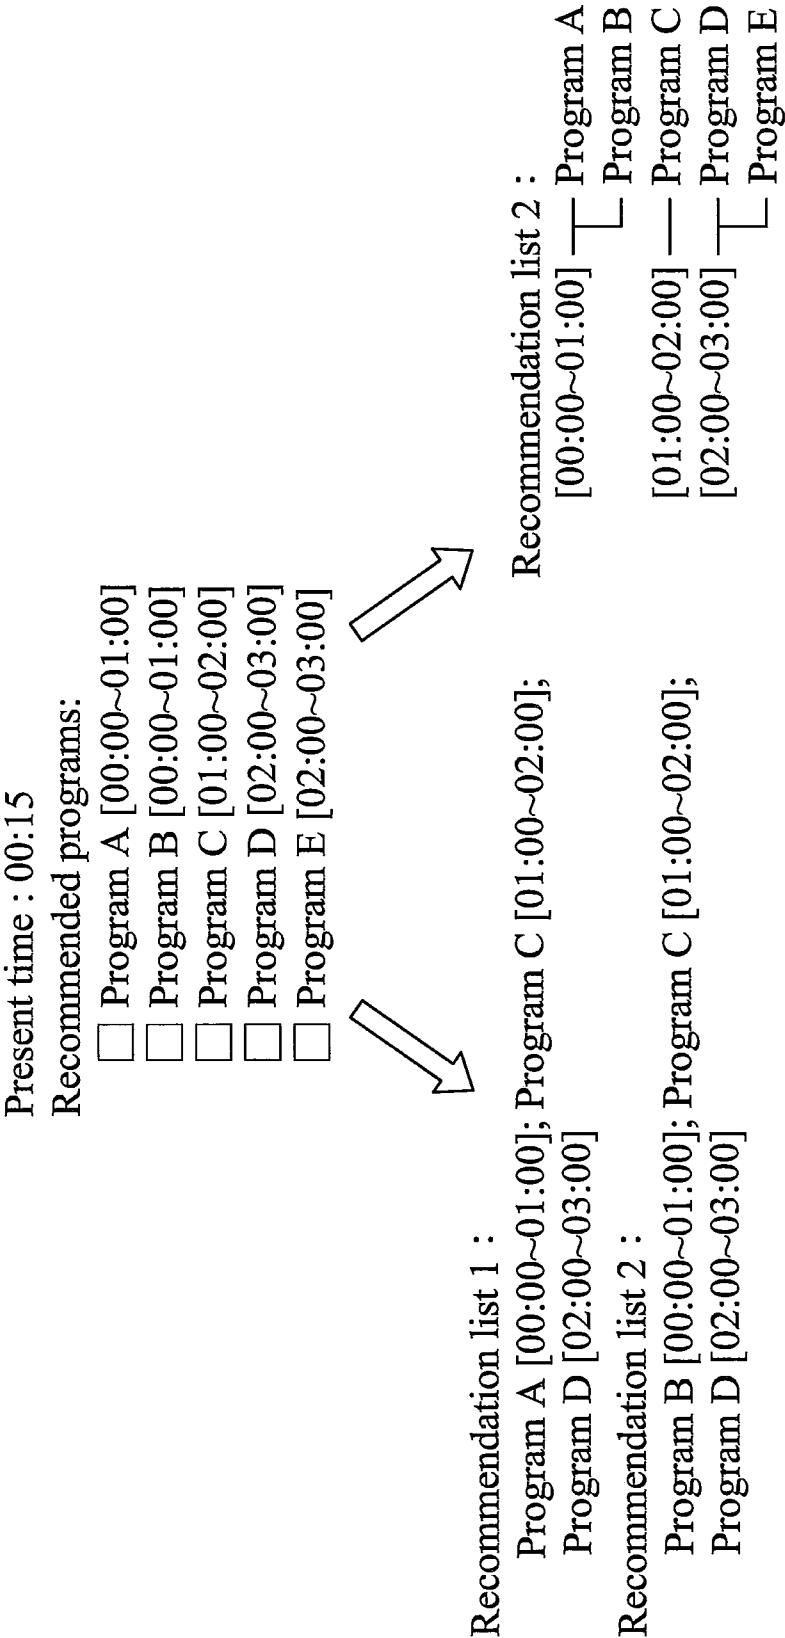 Present time : 00:15
Recommended programs:
Program A [00:00~01:00]
Program B [00:00~01:00]
Program C [01:00~02:00]
Program D [02:00~03:00]
Program E [02:00~03:00]
Recommendation list 1 :
Program A [00:00~01:00]; Program C [01:00~02:00];
Program D [02:00~03:00]
Recommendation list 2 :
Program B [00:00~01:00]; Program C [01:00~02:00];
Program D [02:00~03:00]
Recommendation list 2 :
[00:00~01:00] Program A
Program B
[01:00~02:00] Program C
[02:00~03:00] Program D
Program E